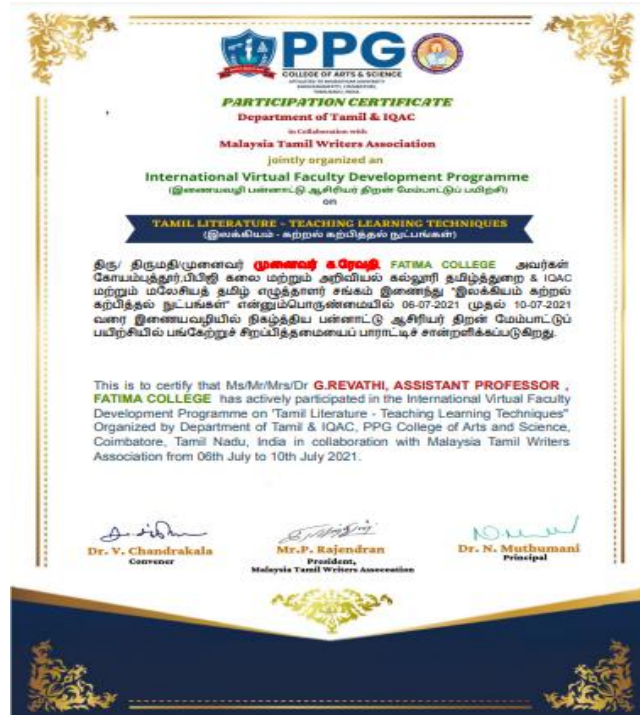 PPG
COLLEGE OF ARTS & SCIENCE
PARTICIPATION CERTIFICATE
Department of Tamil & IQAC
in Collaboration with
Malaysia Tamil Writers Association
jointly organized an
International Virtual Faculty Development Programme
(இணையவழி பன்னாட்டு ஆசிரியர் திறன் மேம்பாட்டுப் பயிற்சி)
on
TAMIL LITERATURE - TEACHING LEARNING TECHNIQUES
(இலக்கியம் - கற்றல் கற்பித்தல் நுட்பங்கள்)
திரு/ திருமதி/முனைவர் முனைவர் க.ரேவதி, FATIMA COLLEGE அவர்கள்
கோயம்புத்தூர்,பிபிஜி கலை மற்றும் அறிவியல் கல்லூரி தமிழ்த்துறை & IQAC
மற்றும் மலேசியத் தமிழ் எழுத்தாளர் சங்கம் இணைந்து "இலக்கியம் கற்றல்
கற்பித்தல் நுட்பங்கள்" என்னும்பொருண்மையில் 06-07-2021 முதல் 10-07-2021
வரை இணையவழியில் நிகழ்த்திய பன்னாட்டு ஆசிரியர் திறன் மேம்பாட்டுப்
பயிற்சியில் பங்கேற்றுச் சிறப்பித்தமையைப் பாராட்டிச் சான்றளிக்கப்படுகிறது.
This is to certify that Ms/Mr/Mrs/Dr G.REVATHI, ASSISTANT PROFESSOR ,
FATIMA COLLEGE has actively participated in the International Virtual Faculty
Development Programme on "Tamil Literature - Teaching Learning Techniques"
Organized by Department of Tamil & IQAC, PPG College of Arts and Science,
Coimbatore, Tamil Nadu, India in collaboration with Malaysia Tamil Writers
Association from 06th July to 10th July 2021.
Dr. V. Chandrakala
Convener
Mr.P. Rajendran
President,
Malaysia Tamil Writers Assocoation
Dr. N. Muthumani
Principal